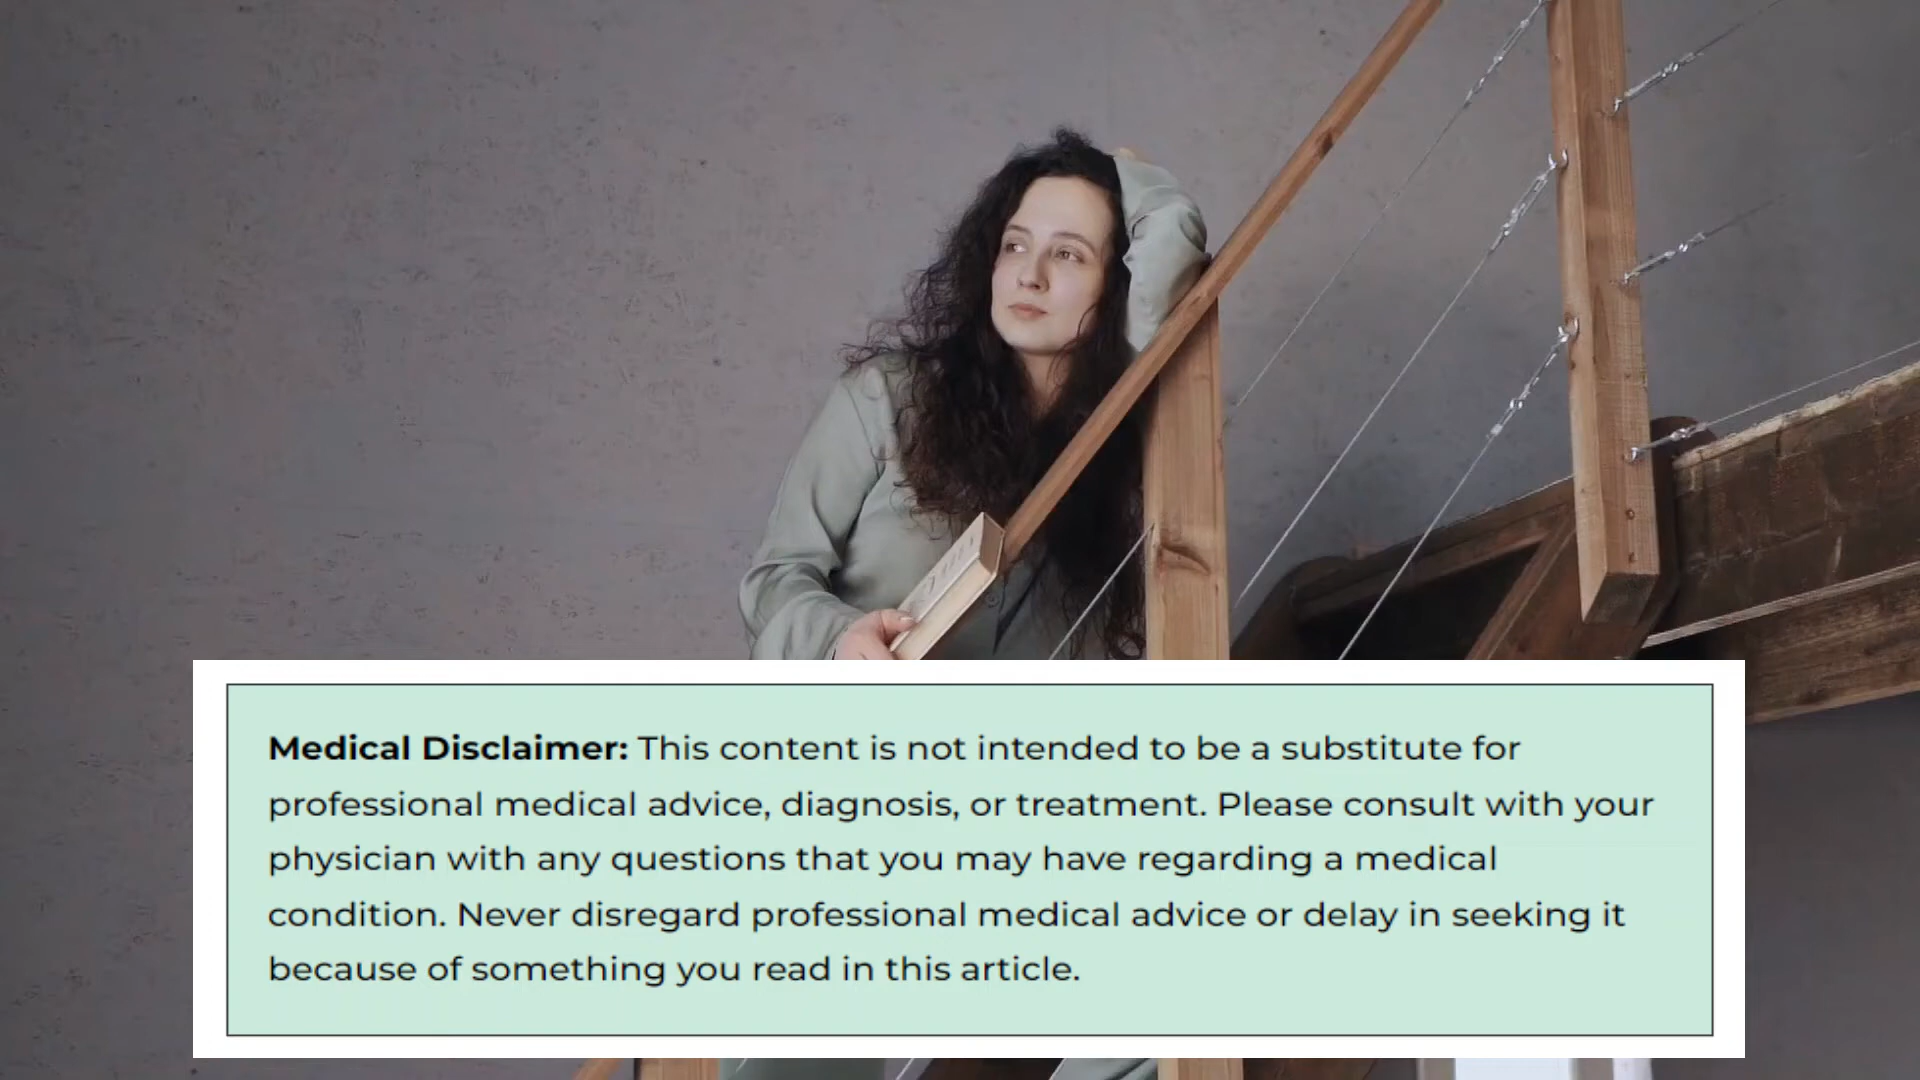 Medical Disclaimer: This content is not intended to be a substitute for
professional medical advice, diagnosis, or treatment. Please consult with your
physician with any questions that you may have regarding a medical
condition. Never disregard professional medical advice or delay in seeking it
because of something you read in this article.